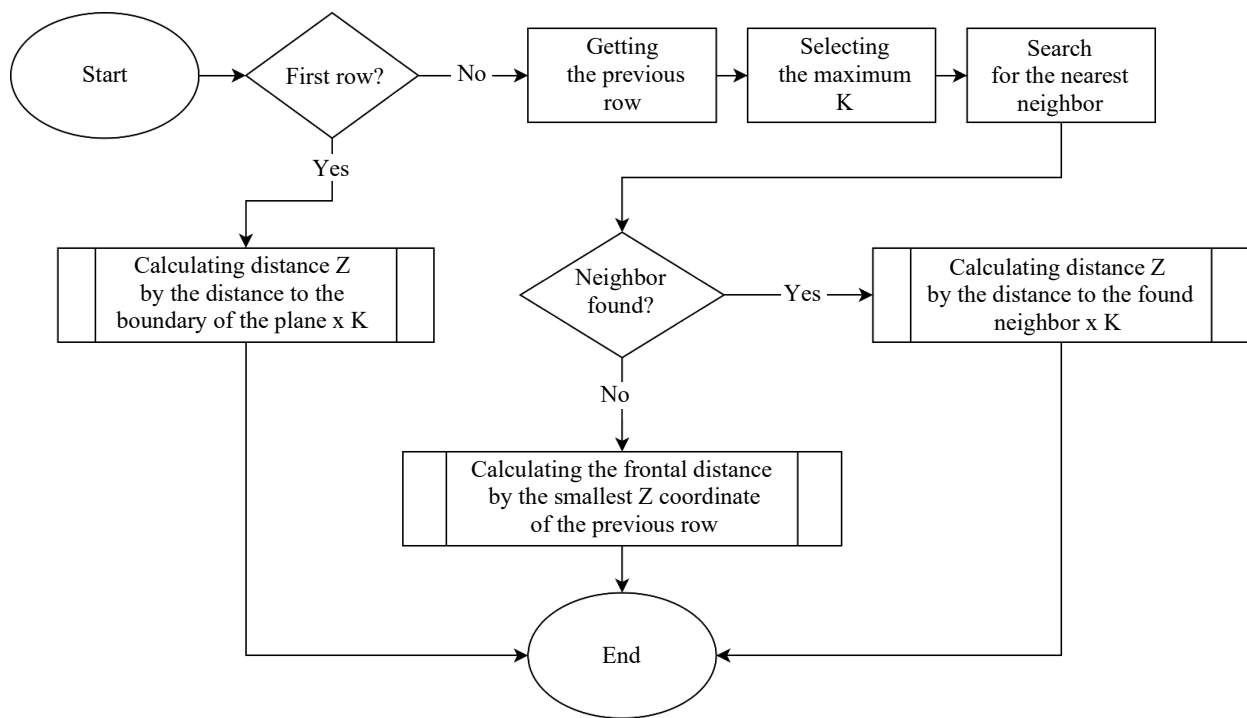 Start
First row?
No
Getting
the previous
row
Selecting
the maximum
K
Search
for the nearest
neighbor
Yes
Calculating distance Z
by the distance to the
boundary of the plane x K
Neighbor
found?
Yes
Calculating distance Z
by the distance to the found
neighbor x K
No
Calculating the frontal distance
by the smallest Z coordinate
of the previous row
End